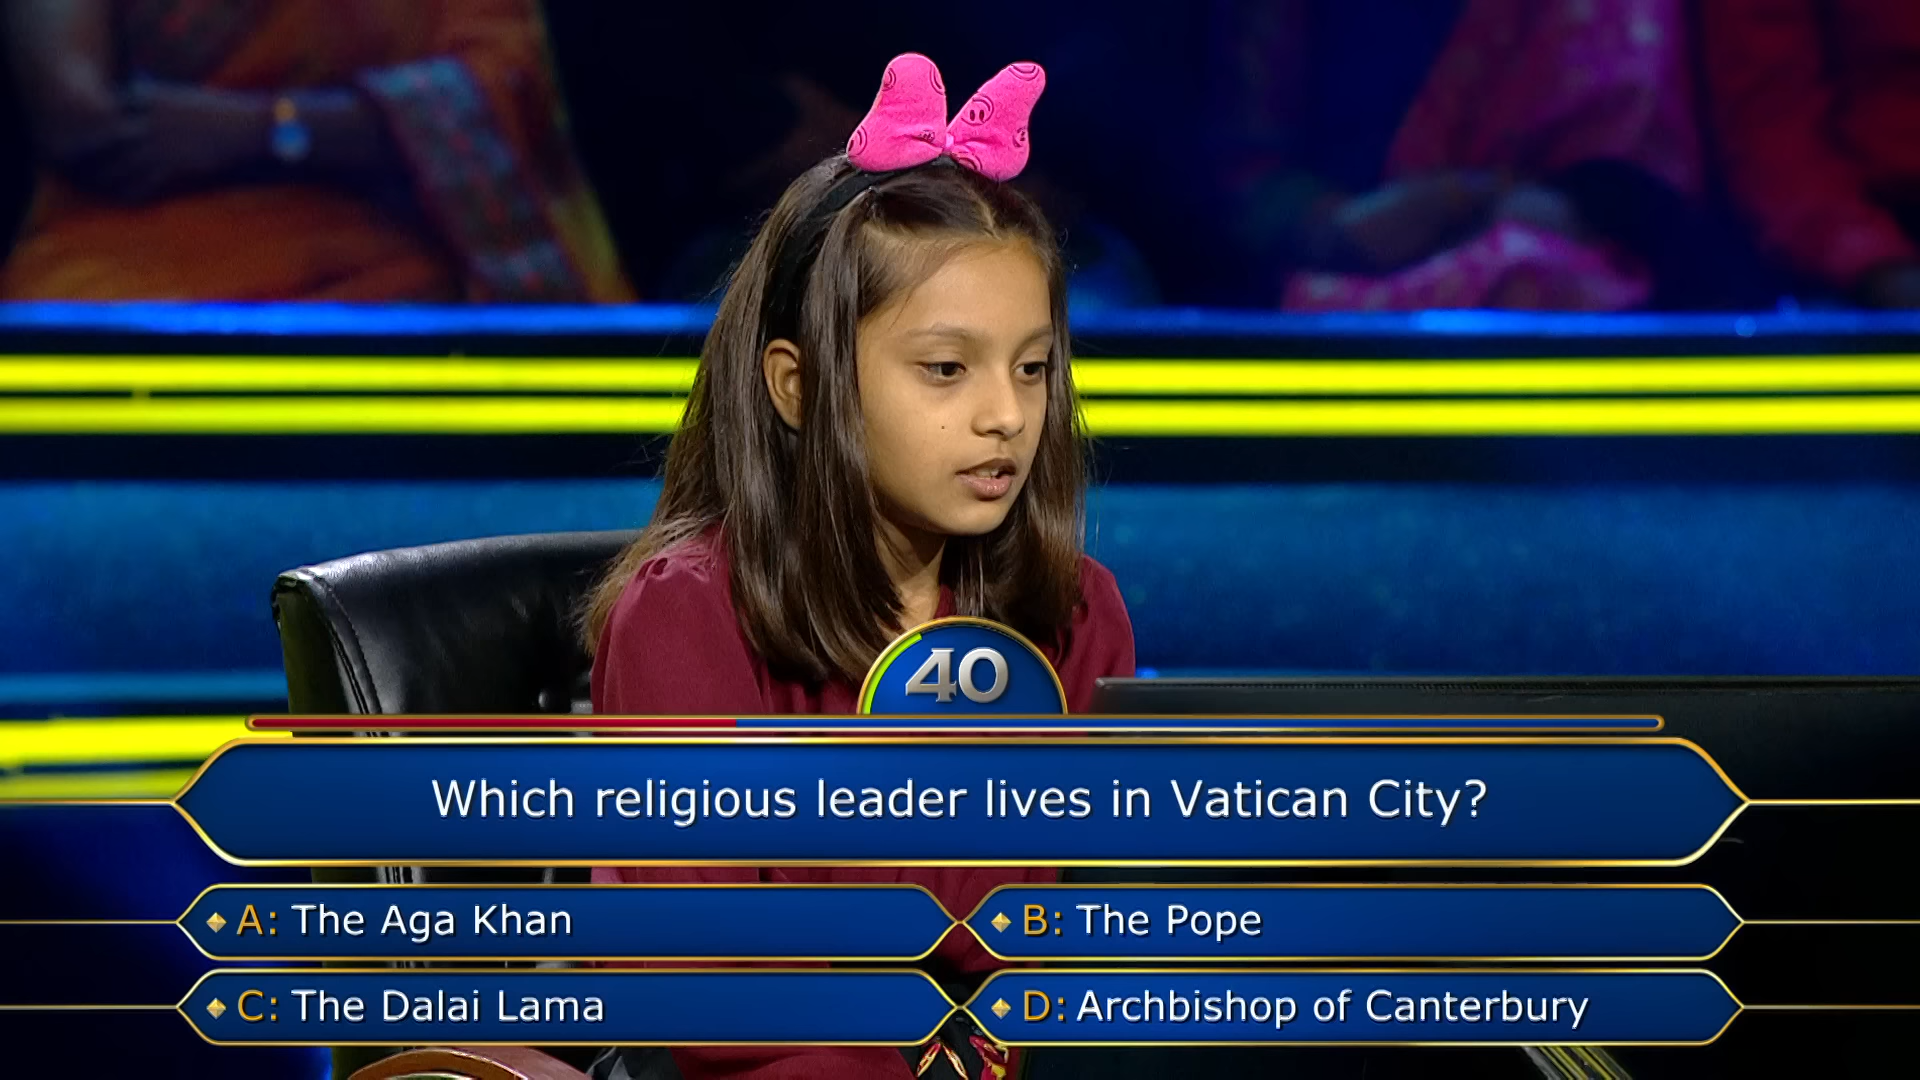 40
Which religious leader lives in Vatican City?
A: The Aga Khan
B: The Pope
C: The Dalai Lama
D: Archbishop of Canterbury